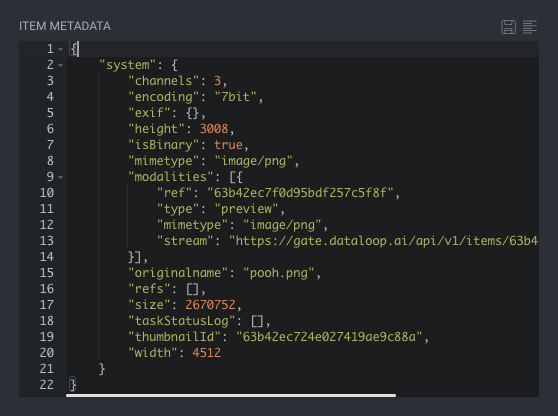 ITEM METADATA
1 {
2 "system": {
3 "channels": 3,
4 "encoding": "7bit",
5 "exif": {},
6 "height": 3008,
7 "isBinary": true,
8 "mimetype": "image/png",
9 "modalities": [{
10 "ref": "63b42ec7f0d95bdf257c5f8f",
11 "type": "preview",
12 "mimetype": "image/png",
13 "stream": "https://gate.dataloop.ai/api/v1/items/63b4
14 }],
15 "originalname": "pooh.png",
16 "refs": [],
17 "size": 2670752,
18 "taskStatusLog": [],
19 "thumbnailId": "63b42ec724e027419ae9c88a",
20 "width": 4512
21 }
22 }